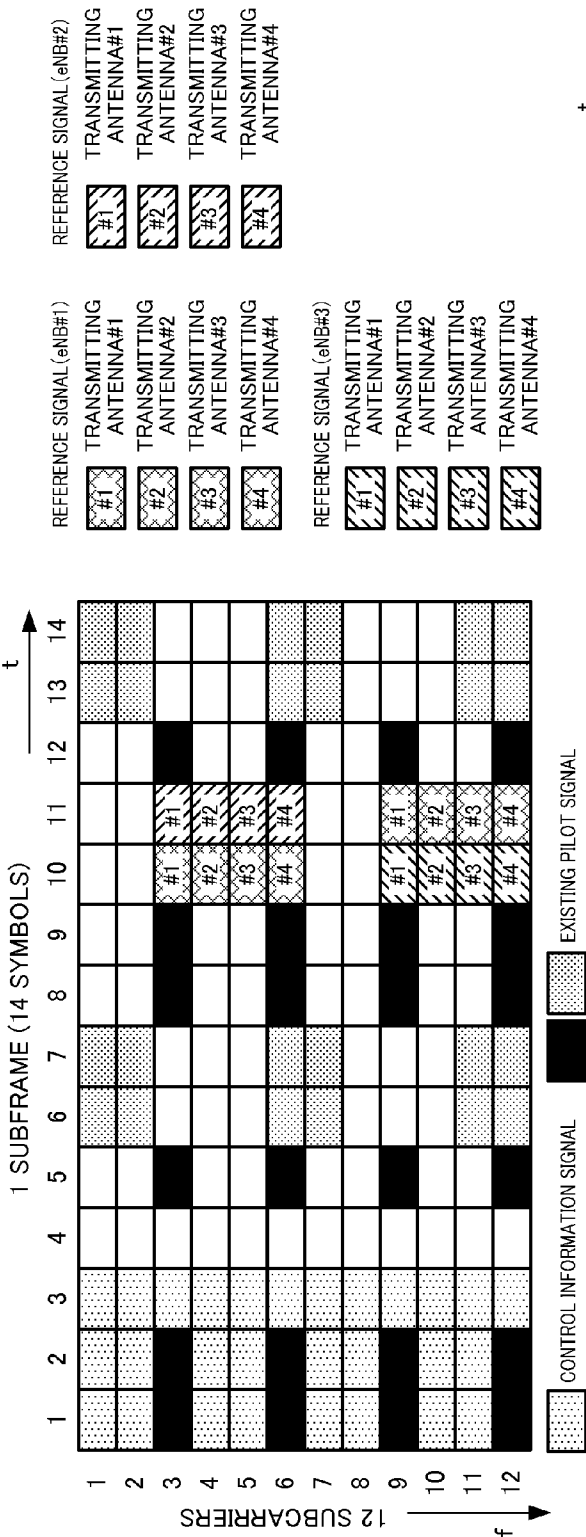 1 SUBFRAME (14 SYMBOLS)
t
1 2 3 4 5 6 7 8 9 10 11 12 13 14
12 SUBCARRIERS
f
1
2
3 #1 #1
4 #2 #2
5 #3 #3
6 #4 #4
7
8
9 #1 #1
10 #2 #2
11 #3 #3
12 #4 #4
CONTROL INFORMATION SIGNAL
EXISTING PILOT SIGNAL
REFERENCE SIGNAL(eNB#1)
#1 TRANSMITTING
ANTENNA#1
#2 TRANSMITTING
ANTENNA#2
#3 TRANSMITTING
ANTENNA#3
#4 TRANSMITTING
ANTENNA#4
REFERENCE SIGNAL(eNB#2)
#1 TRANSMITTING
ANTENNA#1
#2 TRANSMITTING
ANTENNA#2
#3 TRANSMITTING
ANTENNA#3
#4 TRANSMITTING
ANTENNA#4
REFERENCE SIGNAL(eNB#3)
#1 TRANSMITTING
ANTENNA#1
#2 TRANSMITTING
ANTENNA#2
#3 TRANSMITTING
ANTENNA#3
#4 TRANSMITTING
ANTENNA#4
+